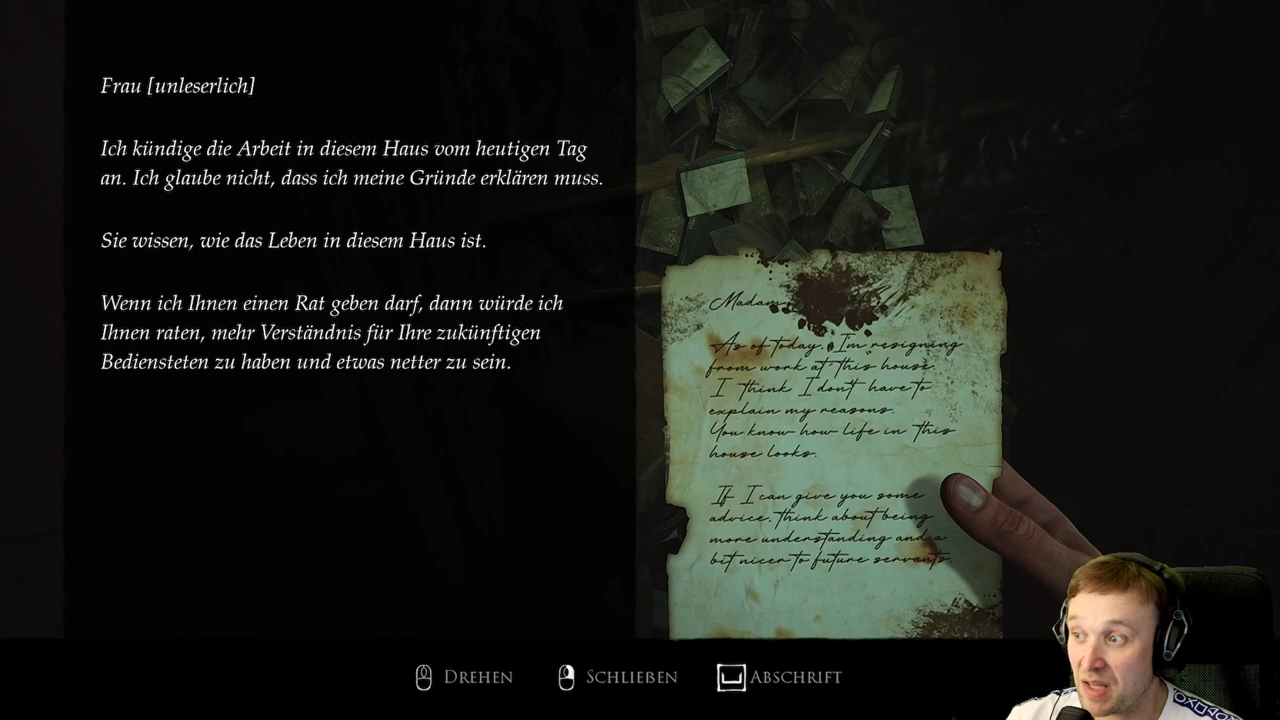 Frau [unleserlich]
Ich kündige die Arbeit in diesem Haus vom heutigen Tag
an. Ich glaube nicht, dass ich meine Gründe erklären muss.
Sie wissen, wie das Leben in diesem Haus ist.
Wenn ich Ihnen einen Rat geben darf, dann würde ich
Ihnen raten, mehr Verständnis für Ihre zukünftigen
Bediensteten zu haben und etwas netter zu sein.
Madam
As of today, I'm resigning
from work at this house.
I think I don't have to
explain my reasons.
You know how life in this
house looks.
If I can give you some
advice, think about being
more understanding and a
bit nicer to future servants
DREHEN
SCHLIEẞEN
ABSCHRIFT